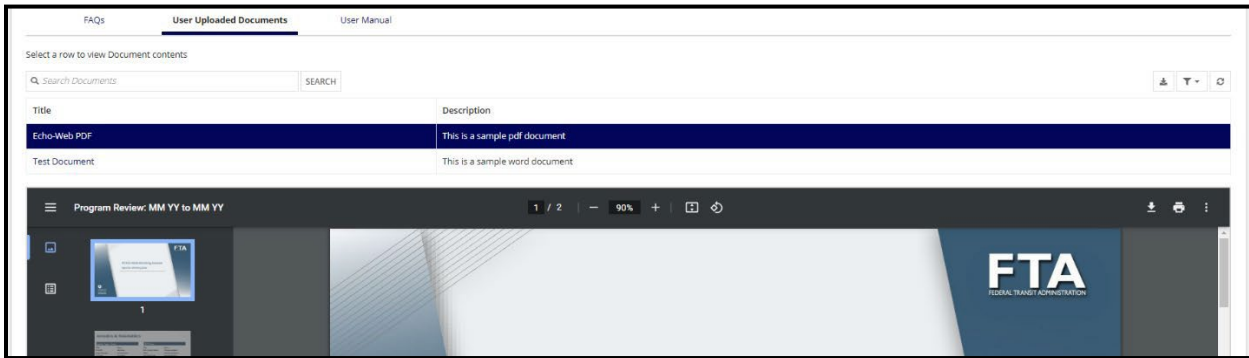 FAQs User Uploaded Documents User Manual
Select a row to view Document contents
Search Documents SEARCH
Title Description
Echo-Web PDF This is a sample pdf document
Test Document This is a sample word document
Program Review: MM YY to MM YY 1 / 2 90%
FTA
FTA
FEDERAL TRANSIT ADMINISTRATION
1